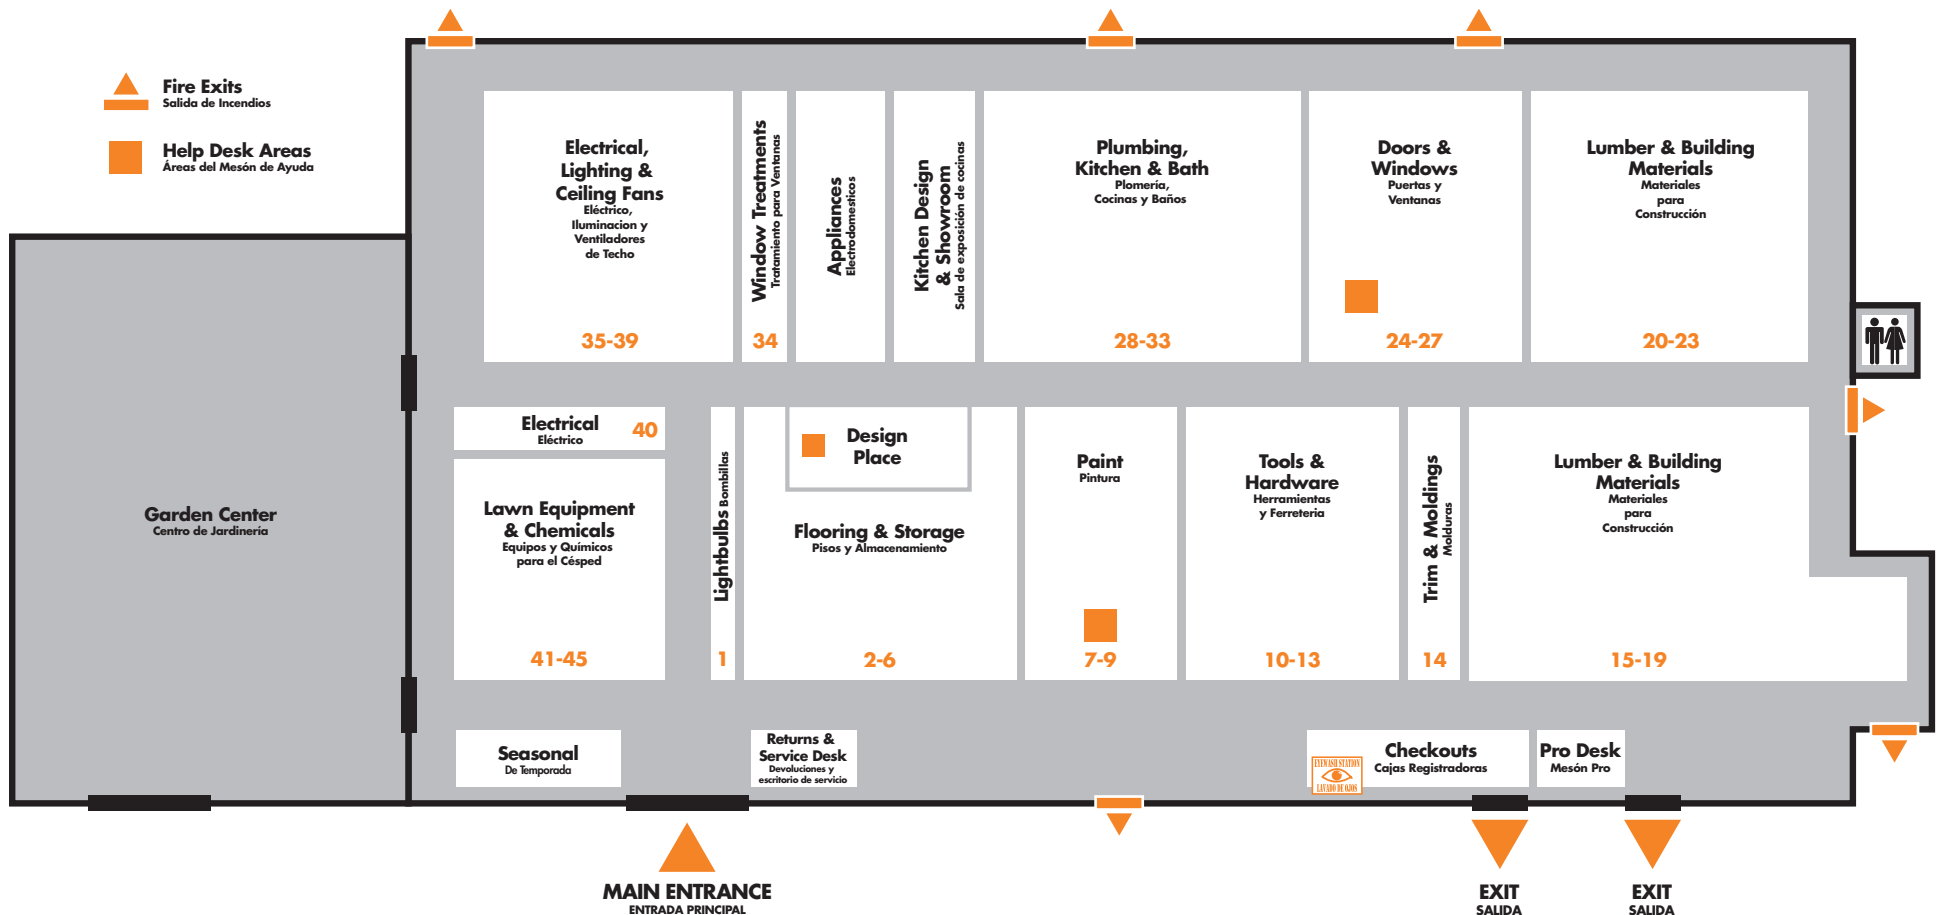 Fire Exits
Salida de Incendios
Help Desk Areas
Áreas del Mesón de Ayuda
Electrical,
Lighting &
Ceiling Fans
Eléctrico,
Iluminacion y
Ventiladores
de Techo
35-39
Window Treatments
Tratamiento para Ventanas
34
Appliances
Electrodomesticos
Kitchen Design
& Showroom
Sala de exposición de cocinas
Plumbing,
Kitchen & Bath
Plomería,
Cocinas y Baños
28-33
Doors &
Windows
Puertas y
Ventanas
24-27
Lumber & Building
Materials
Materiales
para
Construcción
20-23
Garden Center
Centro de Jardinería
Electrical
Eléctrico
40
Lawn Equipment
& Chemicals
Equipos y Químicos
para el Césped
41-45
Lightbulbs Bombillas
1
Design
Place
Flooring & Storage
Pisos y Almacenamiento
2-6
Paint
Pintura
7-9
Tools &
Hardware
Herramientas
y Ferreteria
10-13
Trim & Moldings
Molduras
14
Lumber & Building
Materials
Materiales
para
Construcción
15-19
Seasonal
De Temporada
Returns &
Service Desk
Devoluciones y
escritorio de servicio
EYEWASH STATION
LAVADO DE OJOS
Checkouts
Cajas Registradoras
Pro Desk
Mesón Pro
MAIN ENTRANCE
ENTRADA PRINCIPAL
EXIT
SALIDA
EXIT
SALIDA